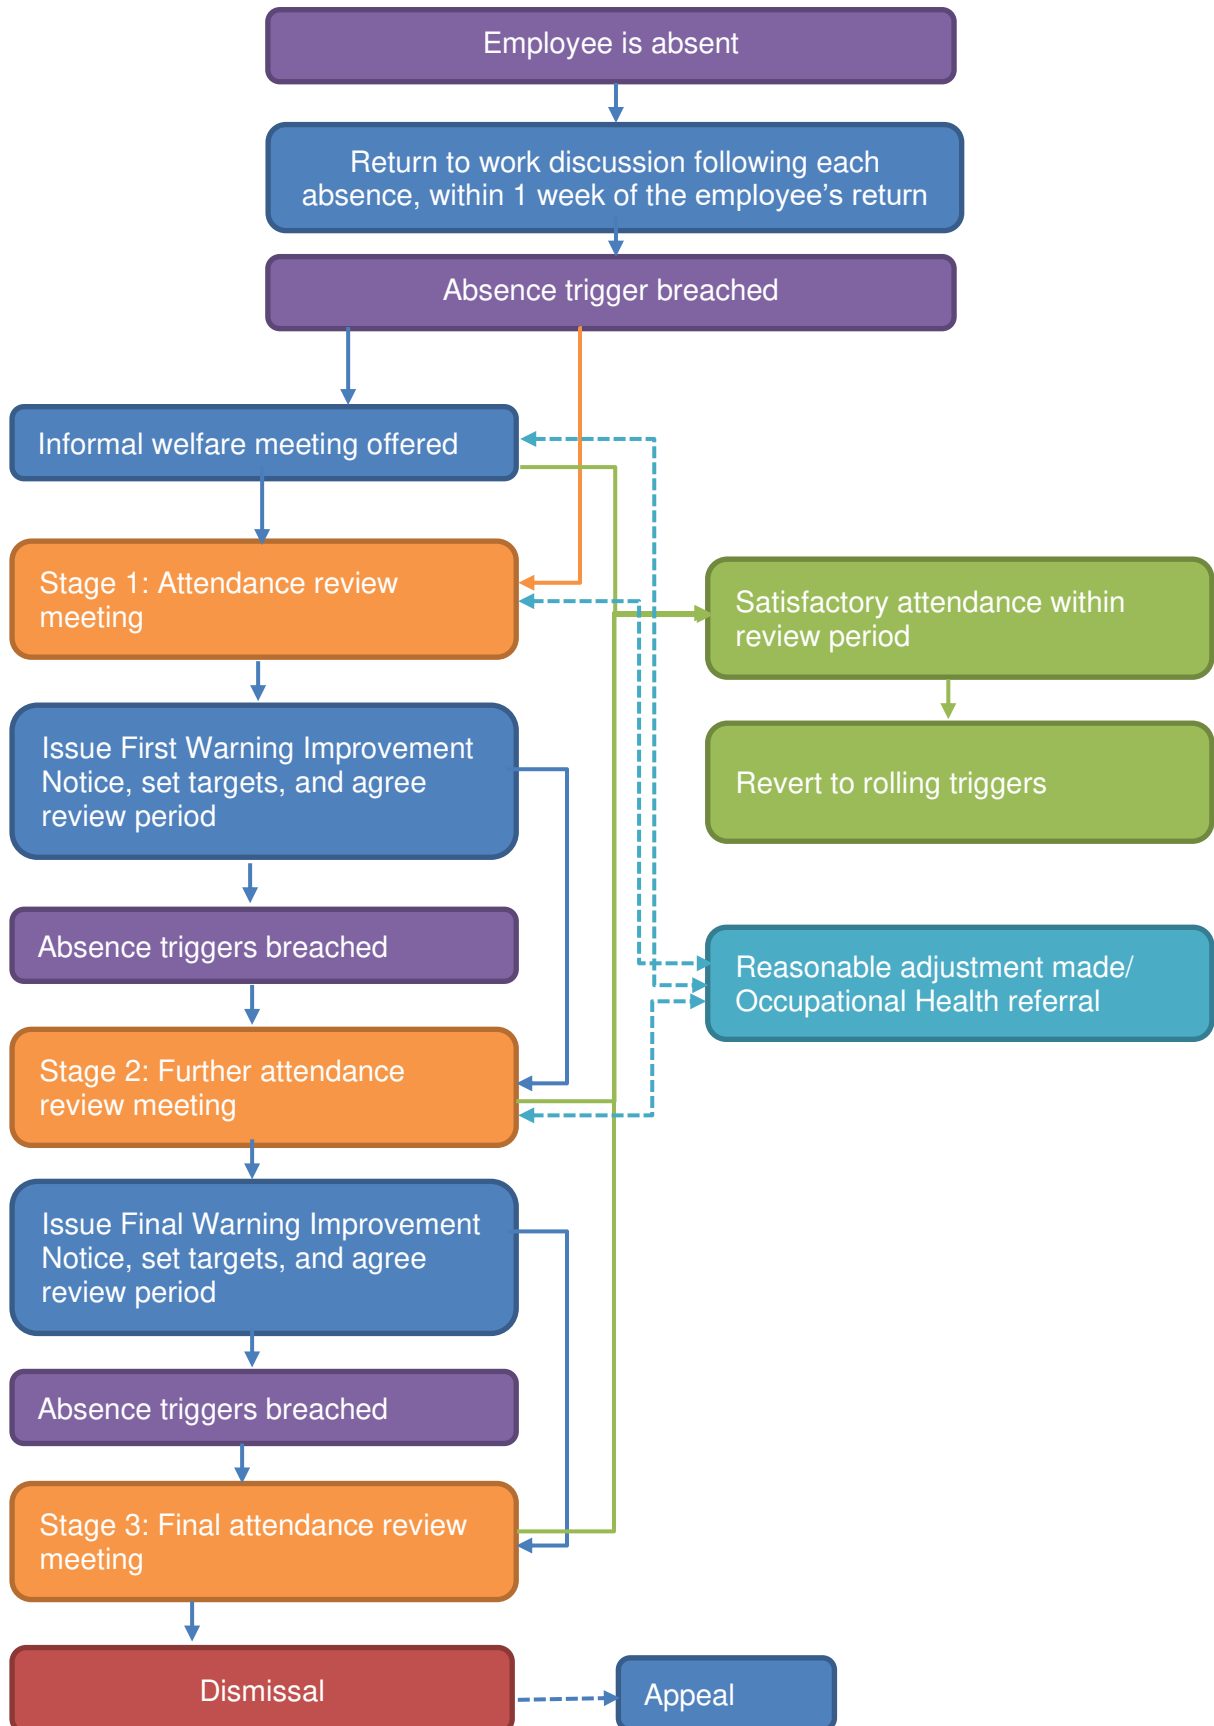 Employee is absent
Return to work discussion following each
absence, within 1 week of the employee’s return
Absence trigger breached
Informal welfare meeting offered
Stage 1: Attendance review
meeting
Satisfactory attendance within
review period
Issue First Warning Improvement
Notice, set targets, and agree
review period
Revert to rolling triggers
Absence triggers breached
Reasonable adjustment made/
Occupational Health referral
Stage 2: Further attendance
review meeting
Issue Final Warning Improvement
Notice, set targets, and agree
review period
Absence triggers breached
Stage 3: Final attendance review
meeting
Dismissal
Appeal